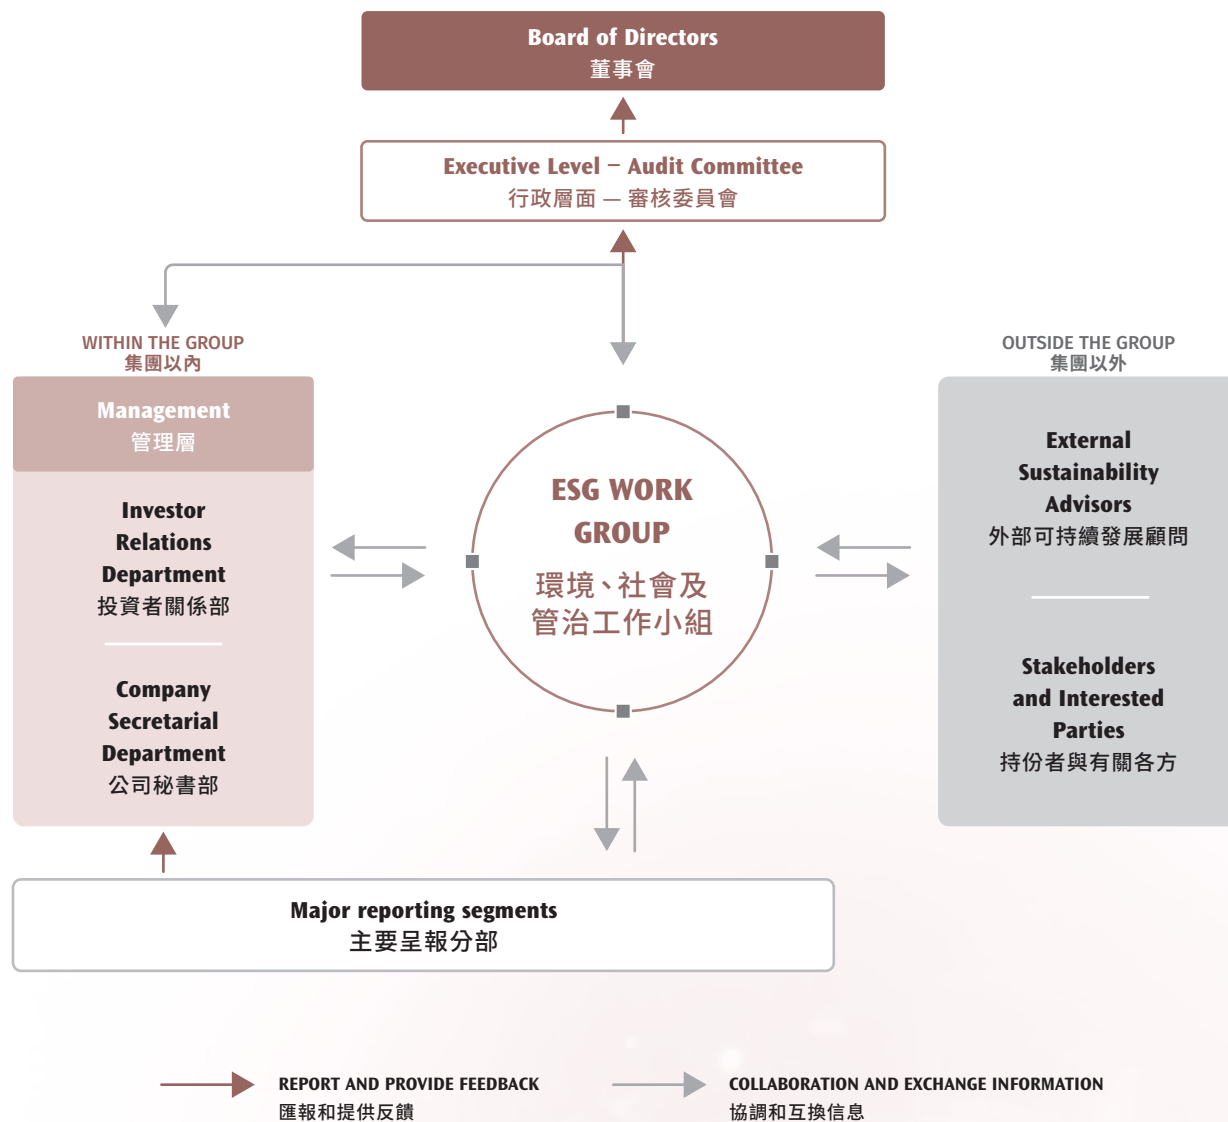 Board of Directors
董事會
Executive Level – Audit Committee
行政層面 — 審核委員會
WITHIN THE GROUP
集團以內
Management
管理層
Investor
Relations
Department
投資者關係部
Company
Secretarial
Department
公司秘書部
ESG WORK
GROUP
環境、社會及
管治工作小組
OUTSIDE THE GROUP
集團以外
External
Sustainability
Advisors
外部可持續發展顧問
Stakeholders
and Interested
Parties
持份者與有關各方
Major reporting segments
主要呈報分部
REPORT AND PROVIDE FEEDBACK
匯報和提供反饋
COLLABORATION AND EXCHANGE INFORMATION
協調和互換信息